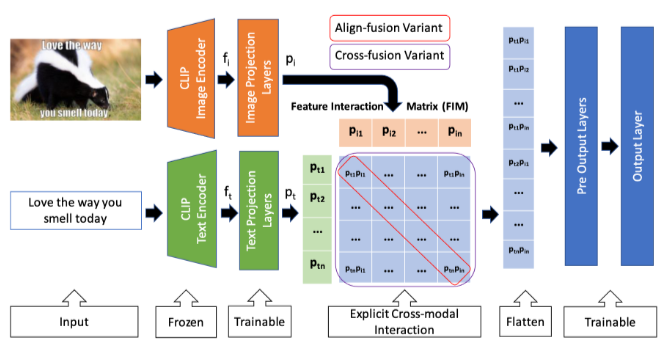 Love the way
you smell today
CLIP
Image Encoder
fi
Image Projection
Layers
pi
Align-fusion Variant
Cross-fusion Variant
Feature Interaction Matrix (FIM)
pi1 pi2 ... pin
Love the way you
smell today
CLIP
Text Encoder
ft
Text Projection
Layers
pt
pt1
pt2
...
ptn
pt1pi1 ... ... pt1pin
... ... ... ...
... ... ... ...
ptnpi1 ... ... ptnpin
pt1pi1
pt1pi2
...
pt1pin
pt2pi1
...
...
ptnpin
Pre Output Layers
Output Layer
Input
Frozen
Trainable
Explicit Cross-modal
Interaction
Flatten
Trainable